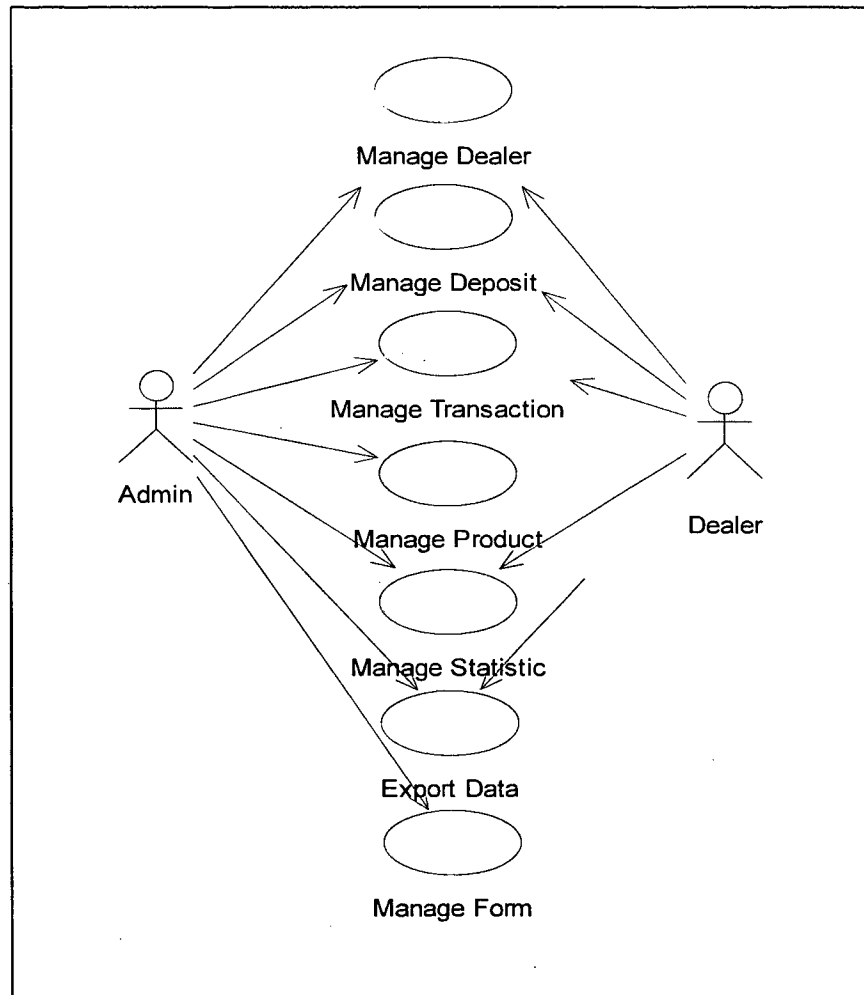 Manage Dealer
Manage Deposit
Manage Transaction
Admin
Dealer
Manage Product
Manage Statistic
Export Data
Manage Form